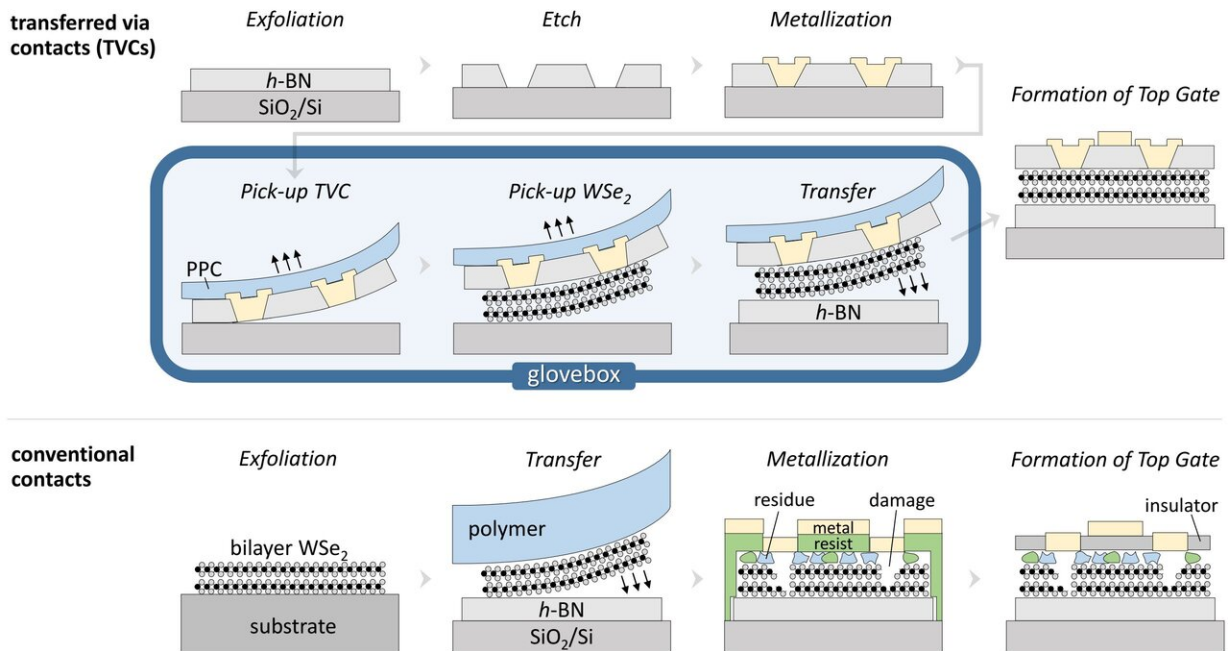 transferred via
contacts (TVCs)
Exfoliation
Etch
Metallization
h-BN
SiO₂/Si
Formation of Top Gate
Pick-up TVC
Pick-up WSe₂
Transfer
PPC
h-BN
glovebox
conventional
contacts
Exfoliation
Transfer
Metallization
Formation of Top Gate
residue
damage
insulator
polymer
metal
resist
bilayer WSe₂
h-BN
substrate
SiO₂/Si